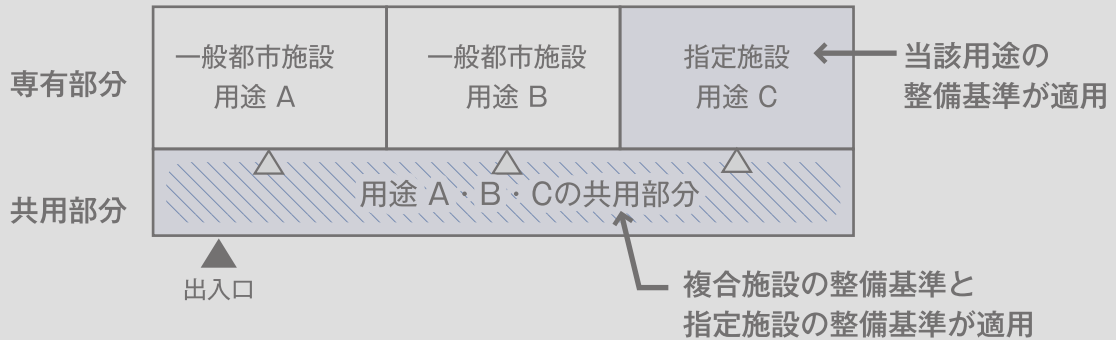 専有部分
一般都市施設
用途 A
一般都市施設
用途 B
指定施設
用途 C
当該用途の
整備基準が適用
共用部分
用途 A・B・Cの共用部分
出入口
複合施設の整備基準と
指定施設の整備基準が適用